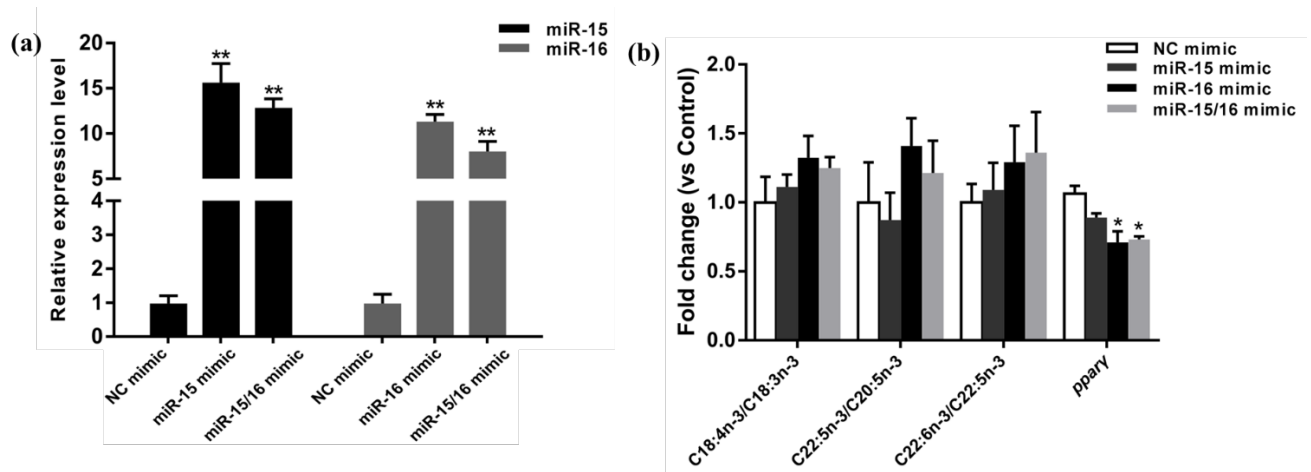 (a)
miR-15
miR-16
Relative expression level
20
15
10
5
4
3
2
1
0
**
**
**
**
NC mimic
miR-15 mimic
miR-15/16 mimic
NC mimic
miR-16 mimic
miR-15/16 mimic
(b)
NC mimic
miR-15 mimic
miR-16 mimic
miR-15/16 mimic
Fold change (vs Control)
2.0
1.5
1.0
0.5
0.0
*
*
C18:4n-3/C18:3n-3
C22:5n-3/C20:5n-3
C22:6n-3/C22:5n-3
pparγ